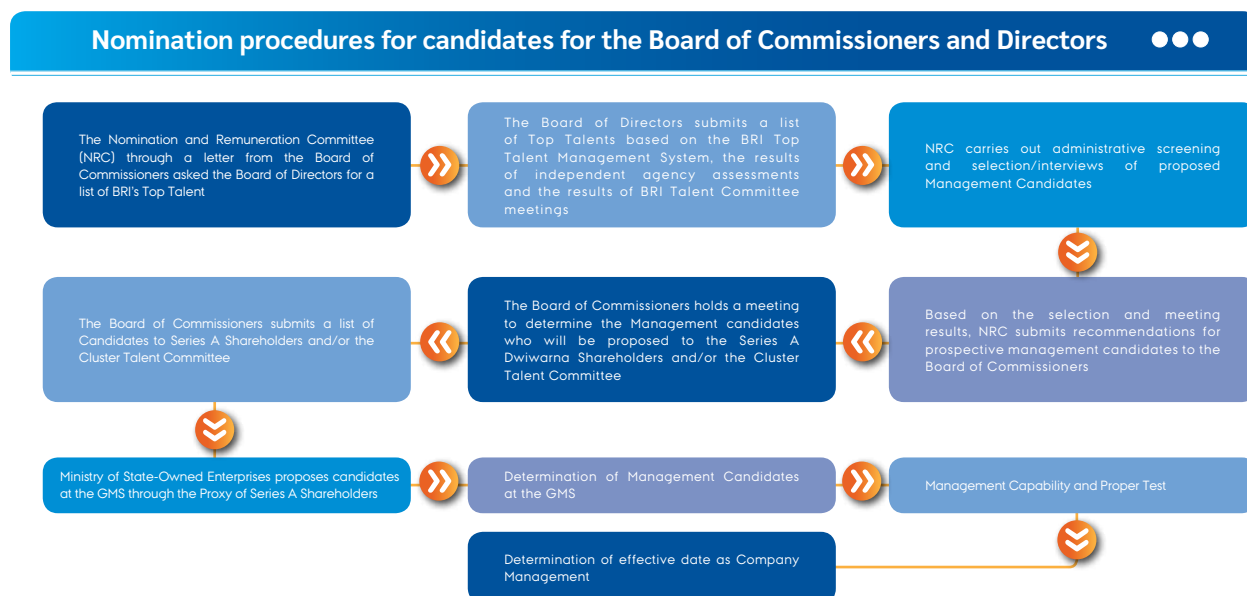 Nomination procedures for candidates for the Board of Commissioners and Directors
The Nomination and Remuneration Committee
(NRC) through a letter from the Board of
Commissioners asked the Board of Directors for a
list of BRI's Top Talent
The Board of Directors submits a list
of Top Talents based on the BRI Top
Talent Management System, the results
of independent agency assessments
and the results of BRI Talent Committee
meetings
NRC carries out administrative screening
and selection/interviews of proposed
Management Candidates
Based on the selection and meeting
results, NRC submits recommendations for
prospective management candidates to the
Board of Commissioners
The Board of Commissioners holds a meeting
to determine the Management candidates
who will be proposed to the Series A
Dwiwarna Shareholders and/or the Cluster
Talent Committee
The Board of Commissioners submits a list of
Candidates to Series A Shareholders and/or the
Cluster Talent Committee
Ministry of State-Owned Enterprises proposes candidates
at the GMS through the Proxy of Series A Shareholders
Determination of Management Candidates
at the GMS
Management Capability and Proper Test
Determination of effective date as Company
Management